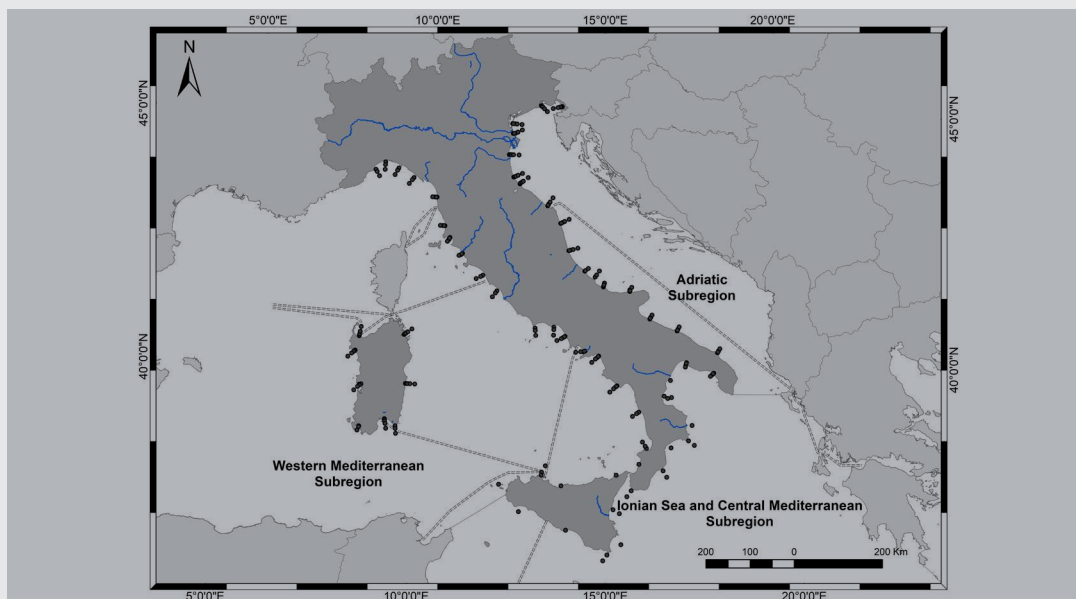 5°0'0"E 10°0'0"E 15°0'0"E 20°0'0"E
N
45°0'0"N
45°0'0"N
Adriatic
Subregion
40°0'0"N
40°0'0"N
Western Mediterranean
Subregion
Ionian Sea and Central Mediterranean
Subregion
200 100 0 200 Km
5°0'0"E 10°0'0"E 15°0'0"E 20°0'0"E